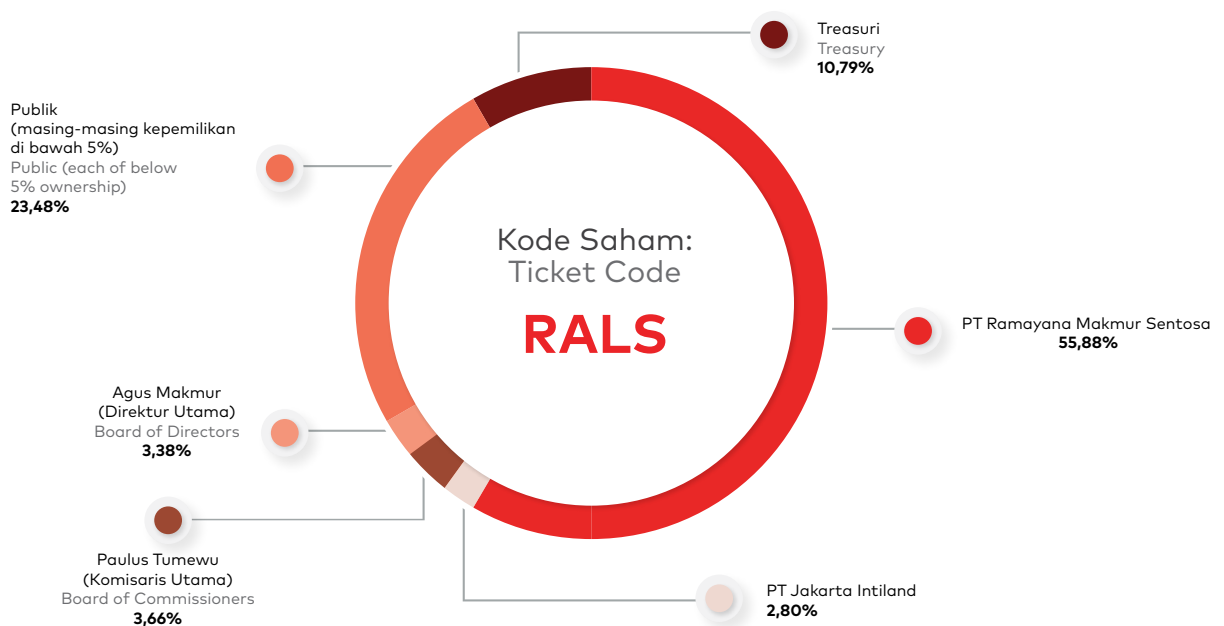 Treasuri
Treasury
10,79%
Publik
(masing-masing kepemilikan
di bawah 5%)
Public (each of below
5% ownership)
23,48%
Kode Saham:
Ticket Code
RALS
PT Ramayana Makmur Sentosa
55,88%
Agus Makmur
(Direktur Utama)
Board of Directors
3,38%
Paulus Tumewu
(Komisaris Utama)
Board of Commissioners
3,66%
PT Jakarta Intiland
2,80%